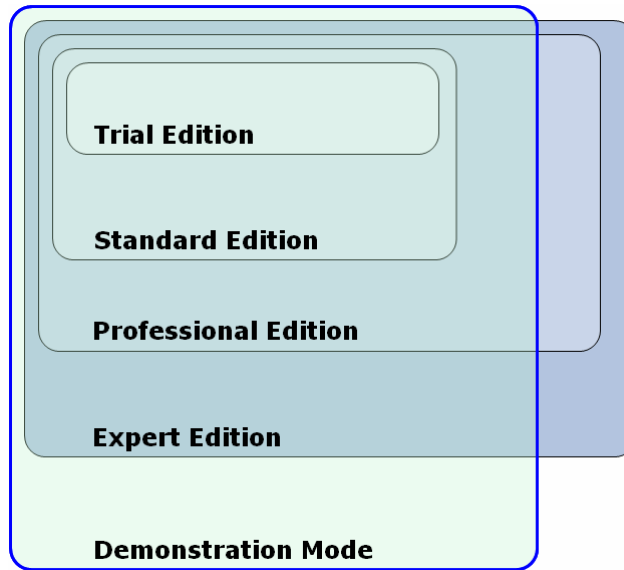 Trial Edition
Standard Edition
Professional Edition
Expert Edition
Demonstration Mode